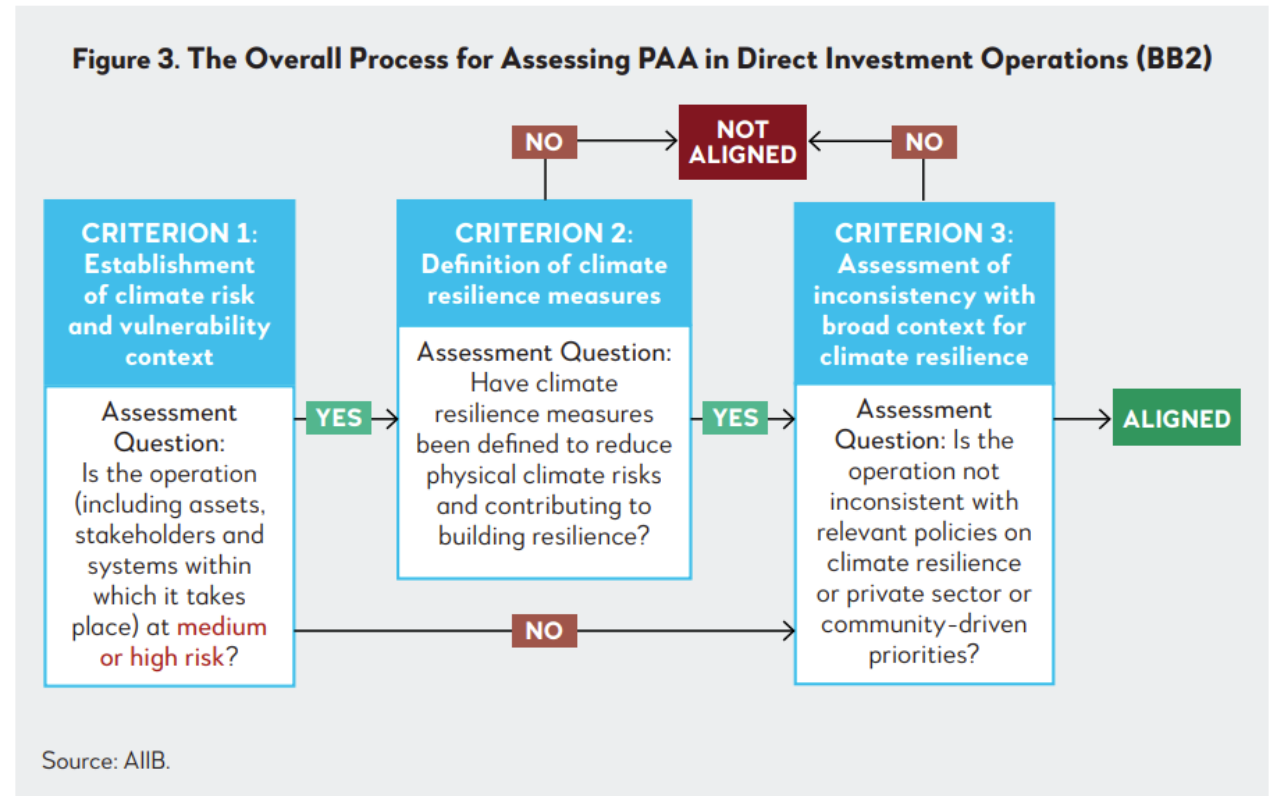 Figure 3. The Overall Process for Assessing PAA in Direct Investment Operations (BB2)
NO
NOT
ALIGNED
NO
CRITERION 1:
Establishment
of climate risk
and vulnerability
context
Assessment
Question:
Is the operation
(including assets,
stakeholders and
systems within
which it takes
place) at medium
or high risk?
YES
CRITERION 2:
Definition of climate
resilience measures
Assessment Question:
Have climate
resilience measures
been defined to reduce
physical climate risks
and contributing to
building resilience?
YES
NO
CRITERION 3:
Assessment of
inconsistency with
broad context for
climate resilience
Assessment
Question: Is the
operation not
inconsistent with
relevant policies on
climate resilience
or private sector or
community-driven
priorities?
ALIGNED
Source: AIIB.